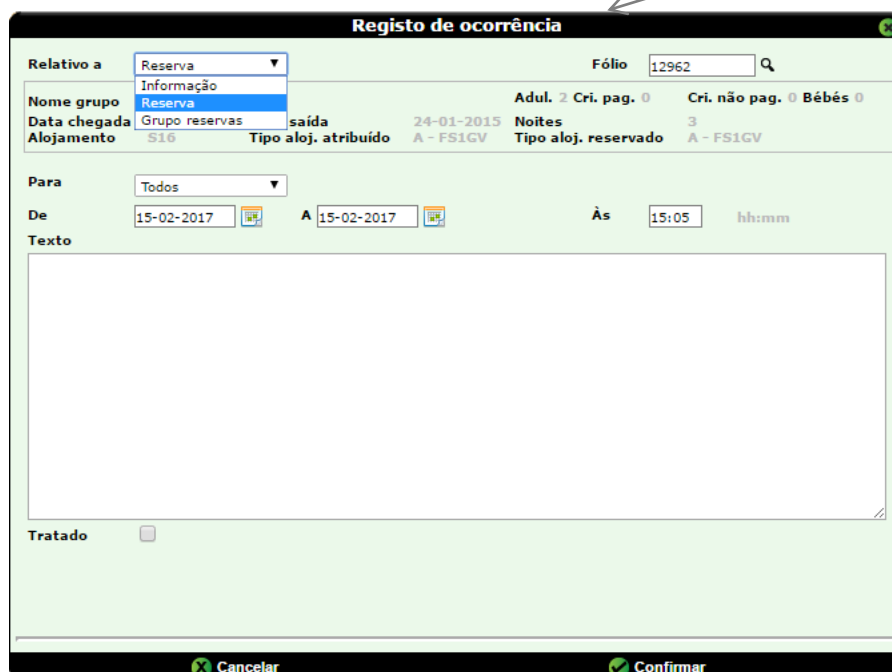 Registo de ocorrência
Relativo a Reserva Fólio 12962
Informação
Reserva
Grupo reservas
Nome grupo Adul. 2 Cri. pag. 0 Cri. não pag. 0 Bébés 0
Data chegada saída 24-01-2015 Noites 3
Alojamento S16 Tipo aloj. atribuído A - FS1GV Tipo aloj. reservado A - FS1GV
Para Todos
De 15-02-2017 A 15-02-2017 Às 15:05 hh:mm
Texto
Tratado
Cancelar Confirmar